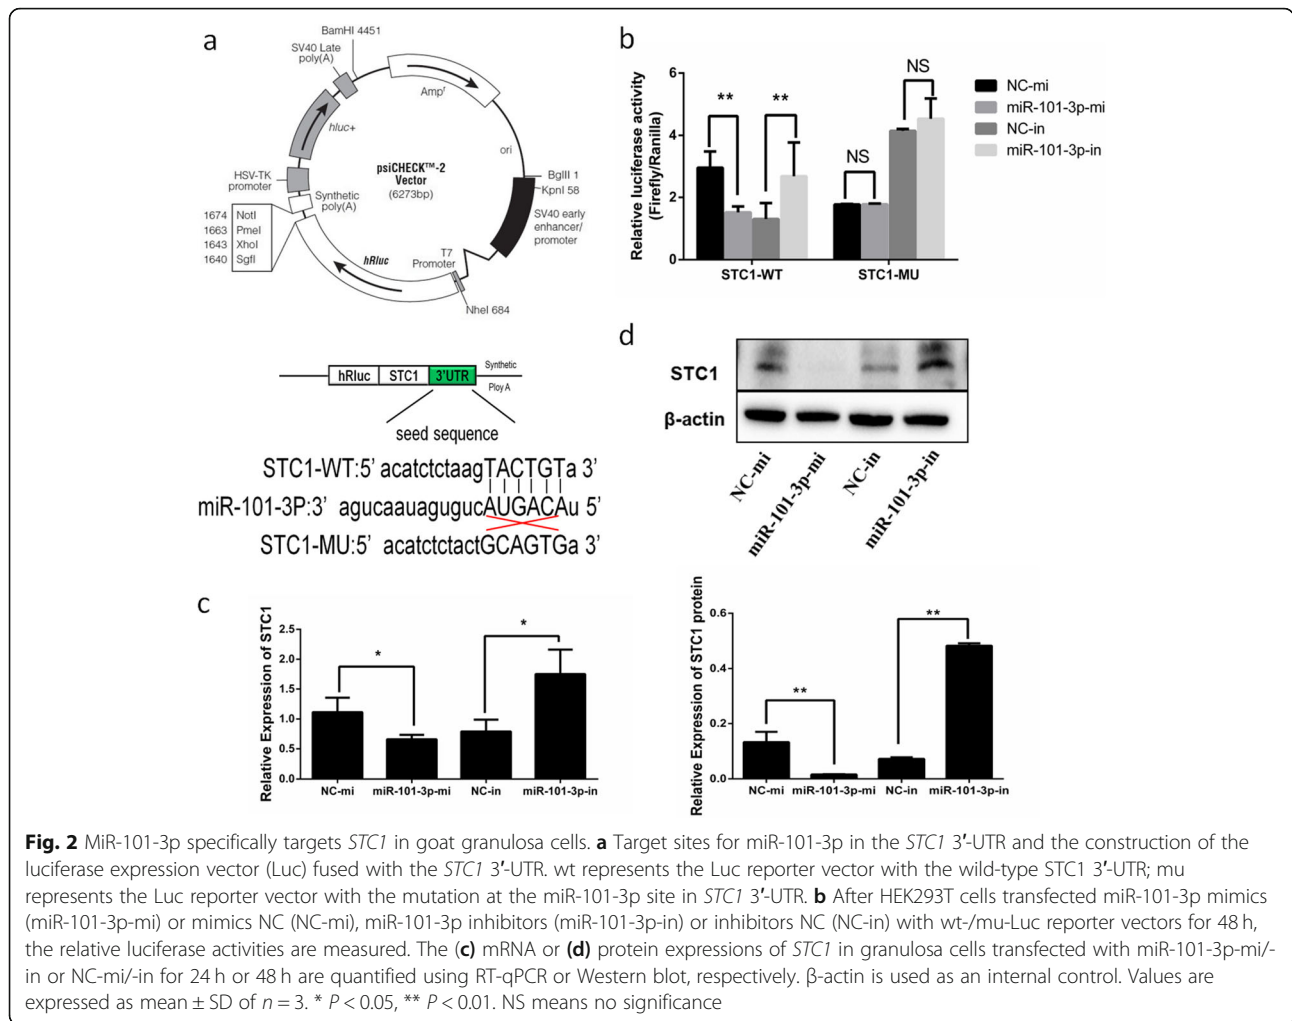 a
BamHI 4451
SV40 Late
poly(A)
Ampʳ
hluc+
ori
psiCHECK™-2
Vector
(6273bp)
HSV-TK
promoter
BglII 1
KpnI 58
Synthetic
poly(A)
1674 NotI
1663 PmeI
1643 XhoI
1640 SgfI
SV40 early
enhancer/
promoter
T7
Promoter
hRluc
NheI 684
hRluc STC1 3'UTR
Synthetic
Ploy A
seed sequence
STC1-WT:5' acatctctaagTACTGTa 3'
miR-101-3P:3' agucaauagugucAUGACAu 5'
STC1-MU:5' acatctctactGCAGTGa 3'
b
Relative luciferase activity
(Firefly/Ranilla)
6
4
2
0
**
**
NS
NS
STC1-WT
STC1-MU
NC-mi
miR-101-3p-mi
NC-in
miR-101-3p-in
d
STC1
β-actin
NC-mi
miR-101-3p-mi
NC-in
miR-101-3p-in
c
Relative Expression of STC1
2.5
2.0
1.5
1.0
0.5
0.0
*
*
NC-mi miR-101-3p-mi NC-in miR-101-3p-in
Relative Expression of STC1 protein
0.6
0.4
0.2
0.0
**
**
NC-mi miR-101-3p-mi NC-in miR-101-3p-in
Fig. 2 MiR-101-3p specifically targets STC1 in goat granulosa cells. a Target sites for miR-101-3p in the STC1 3′-UTR and the construction of the
luciferase expression vector (Luc) fused with the STC1 3′-UTR. wt represents the Luc reporter vector with the wild-type STC1 3′-UTR; mu
represents the Luc reporter vector with the mutation at the miR-101-3p site in STC1 3′-UTR. b After HEK293T cells transfected miR-101-3p mimics
(miR-101-3p-mi) or mimics NC (NC-mi), miR-101-3p inhibitors (miR-101-3p-in) or inhibitors NC (NC-in) with wt-/mu-Luc reporter vectors for 48 h,
the relative luciferase activities are measured. The (c) mRNA or (d) protein expressions of STC1 in granulosa cells transfected with miR-101-3p-mi/-
in or NC-mi/-in for 24 h or 48 h are quantified using RT-qPCR or Western blot, respectively. β-actin is used as an internal control. Values are
expressed as mean ± SD of n = 3. * P < 0.05, ** P < 0.01. NS means no significance